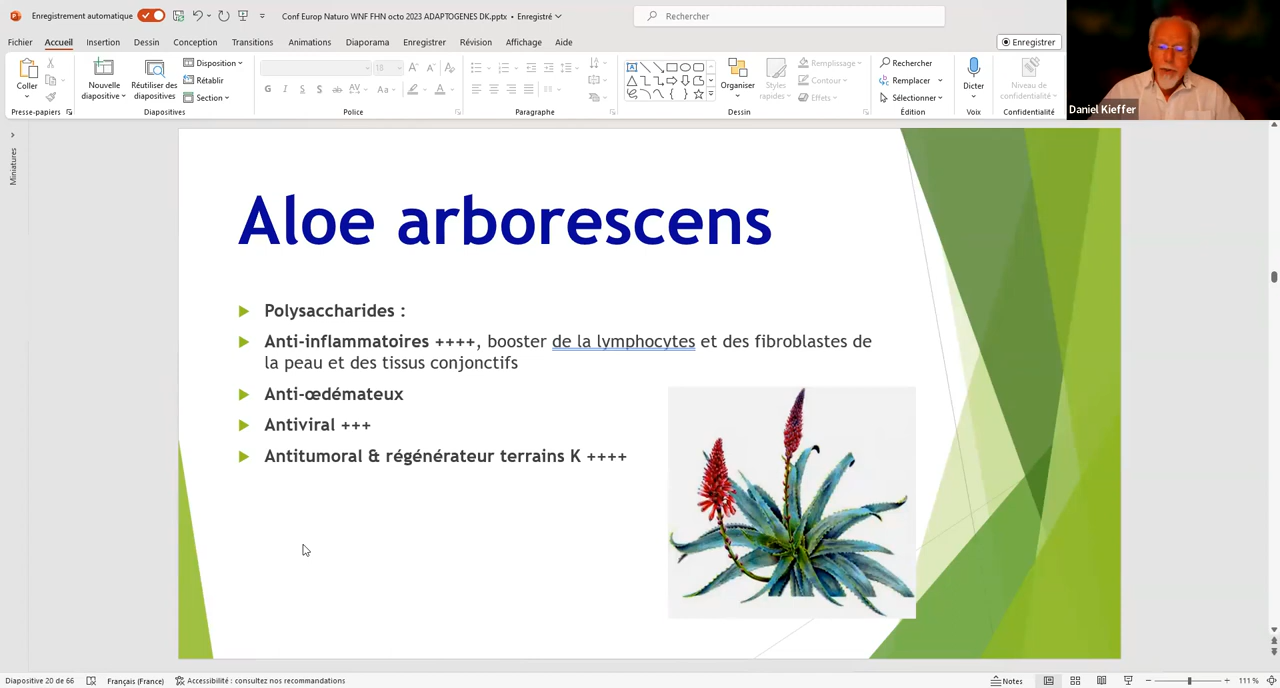 Enregistrement automatique
Conf Europ Naturo WNF FHN octo 2023 ADAPTOGENES DK.pptx • Enregistré
Rechercher
Fichier Accueil Insertion Dessin Conception Transitions Animations Diaporama Enregistrer Révision Affichage Aide
Enregistrer
Coller
Nouvelle
diapositive
Réutiliser des
diapositives
Disposition
Rétablir
Section
18
G I S S ab AV Aa A
Organiser
Styles
rapides
Remplissage
Contour
Effets
Rechercher
Remplacer
Sélectionner
Dicter
Niveau de
confidentialité
Presse-papiers
Diapositives
Police
Paragraphe
Dessin
Édition
Voix
Confidentialité
Daniel Kieffer
Miniatures
Aloe arborescens
Polysaccharides :
Anti-inflammatoires ++++, booster de la lymphocytes et des fibroblastes de
la peau et des tissus conjonctifs
Anti-œdémateux
Antiviral +++
Antitumoral & régénérateur terrains K ++++
Diapositive 20 de 66
Français (France)
Accessibilité : consultez nos recommandations
Notes
111 %